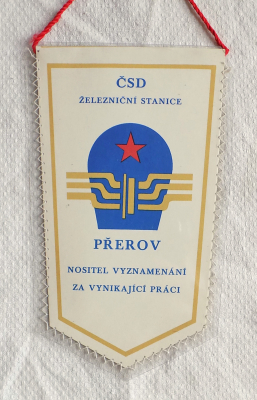 ČSD
ŽELEZNIČNÍ STANICE
PŘEROV
NOSITEL VYZNAMENÁNÍ
ZA VYNIKAJÍCÍ PRÁCI